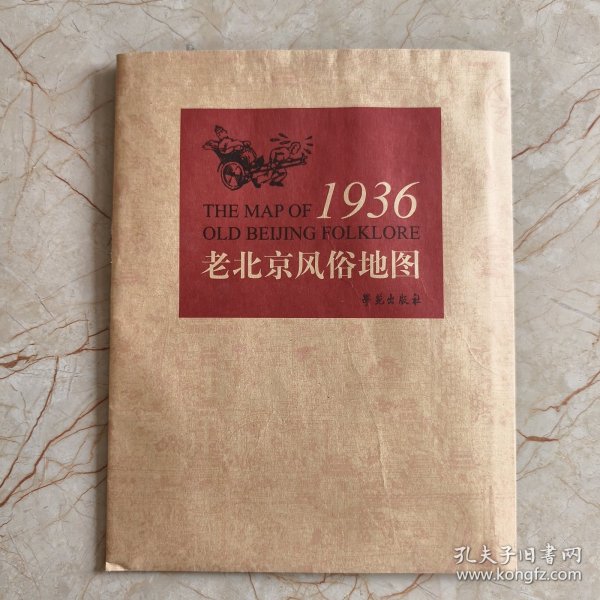 THE MAP OF 1936
OLD BEIJING FOLKLORE
老北京风俗地图
学苑出版社
孔夫子旧书网
www.kongfz.com